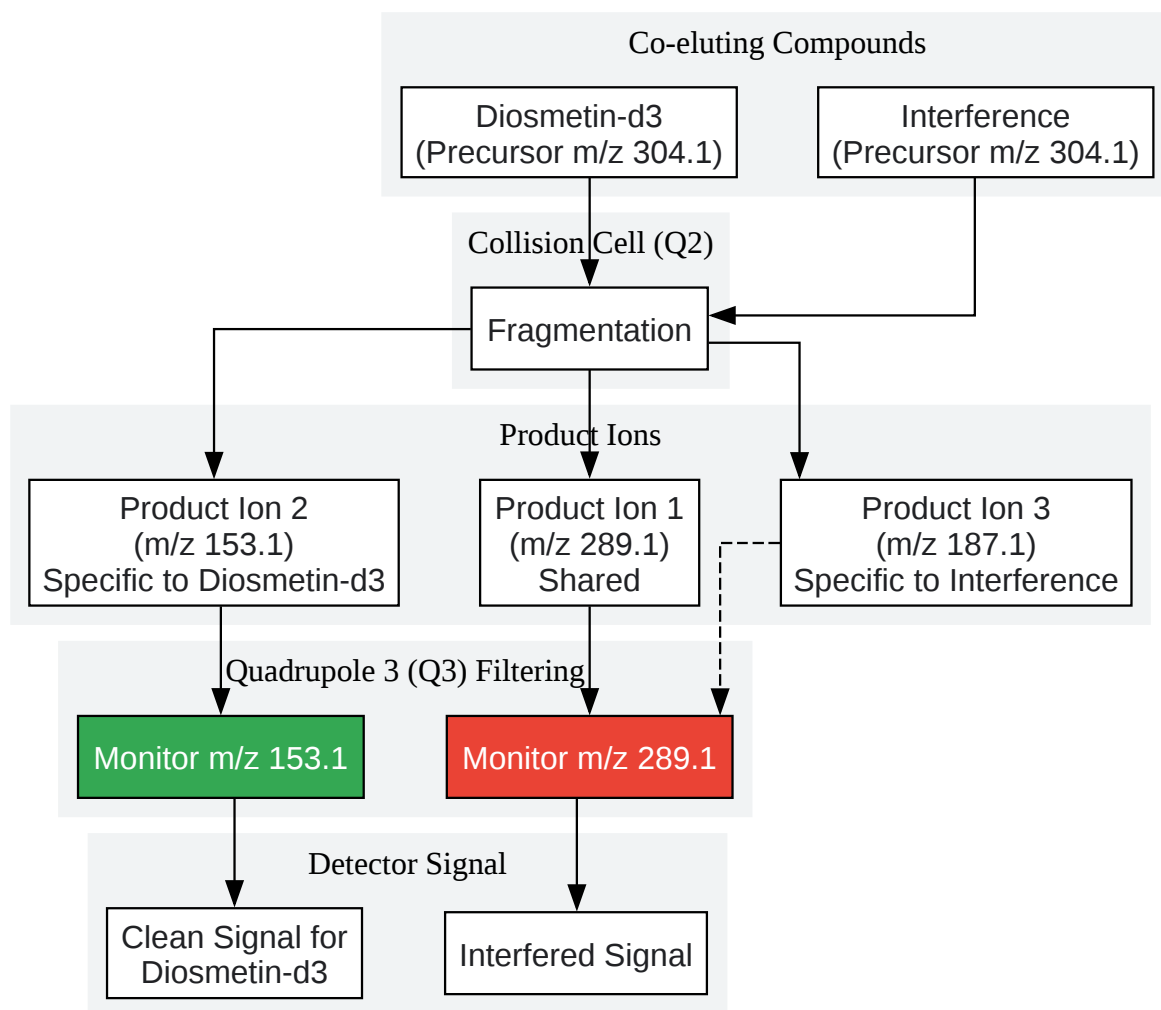 Co-eluting Compounds
Diosmetin-d3
(Precursor m/z 304.1)
Interference
(Precursor m/z 304.1)
Collision Cell (Q2)
Fragmentation
Product Ions
Product Ion 2
(m/z 153.1)
Specific to Diosmetin-d3
Product Ion 1
(m/z 289.1)
Shared
Product Ion 3
(m/z 187.1)
Specific to Interference
Quadrupole 3 (Q3) Filtering
Monitor m/z 153.1
Monitor m/z 289.1
Detector Signal
Clean Signal for
Diosmetin-d3
Interfered Signal